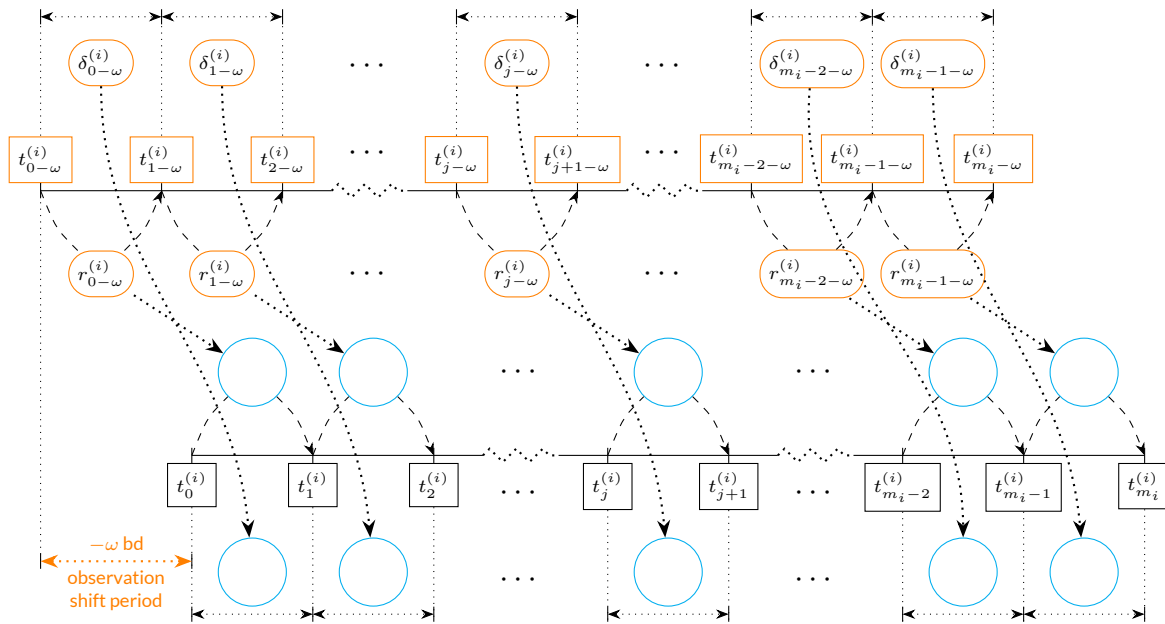 δ_{0−ω}^{(i)} δ_{1−ω}^{(i)} ··· δ_{j−ω}^{(i)} ··· δ_{m_i−2−ω}^{(i)} δ_{m_i−1−ω}^{(i)}
t_{0−ω}^{(i)} t_{1−ω}^{(i)} t_{2−ω}^{(i)} ··· t_{j−ω}^{(i)} t_{j+1−ω}^{(i)} ··· t_{m_i−2−ω}^{(i)} t_{m_i−1−ω}^{(i)} t_{m_i−ω}^{(i)}
r_{0−ω}^{(i)} r_{1−ω}^{(i)} ··· r_{j−ω}^{(i)} ··· r_{m_i−2−ω}^{(i)} r_{m_i−1−ω}^{(i)}
··· ···
t_0^{(i)} t_1^{(i)} t_2^{(i)} ··· t_j^{(i)} t_{j+1}^{(i)} ··· t_{m_i−2}^{(i)} t_{m_i−1}^{(i)} t_{m_i}^{(i)}
−ω bd
··· ···
observation
shift period